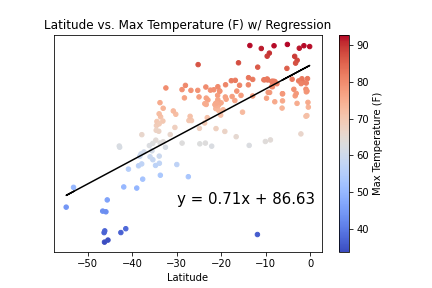 Latitude vs. Max Temperature (F) w/ Regression
90
80
70
60
50
40
Max Temperature (F)
y = 0.71x + 86.63
−50 −40 −30 −20 −10 0
Latitude